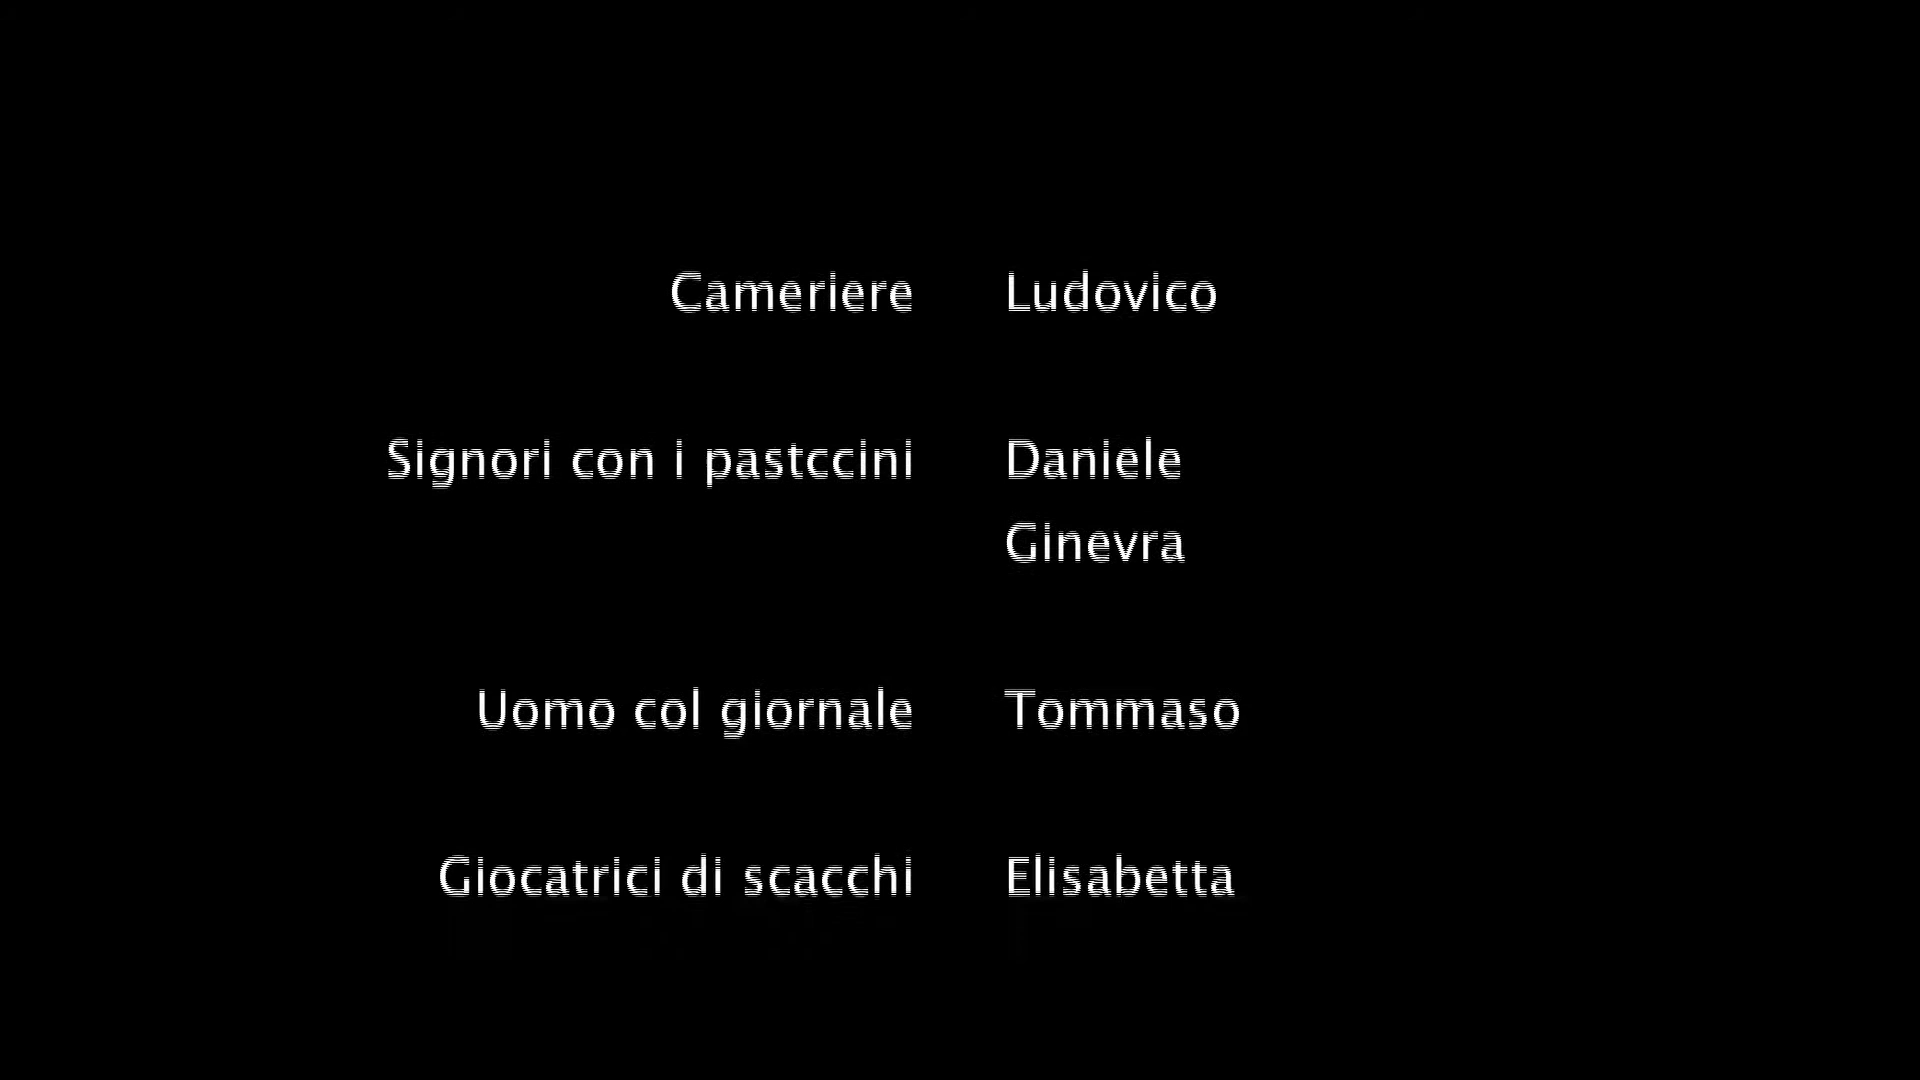 Cameriere Ludovico
Signori con i pastccini Daniele
Ginevra
Uomo col giornale Tommaso
Giocatrici di scacchi Elisabetta